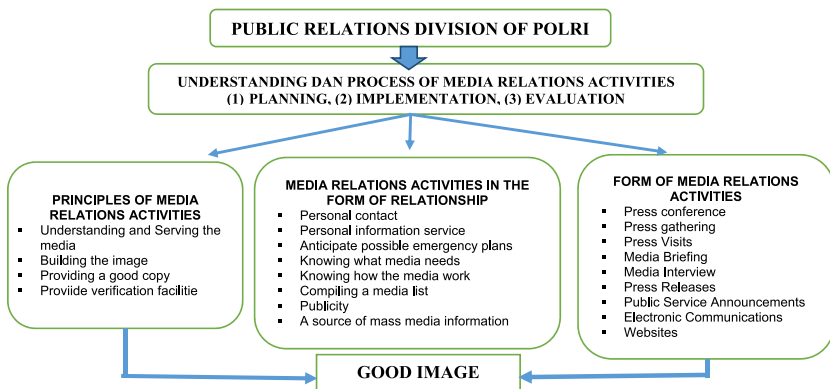 PUBLIC RELATIONS DIVISION OF POLRI
UNDERSTANDING DAN PROCESS OF MEDIA RELATIONS ACTIVITIES
(1) PLANNING, (2) IMPLEMENTATION, (3) EVALUATION
PRINCIPLES OF MEDIA
RELATIONS ACTIVITIES
▪ Understanding and Serving the
media
▪ Building the image
▪ Providing a good copy
▪ Proviide verification facilitie
MEDIA RELATIONS ACTIVITIES IN THE
FORM OF RELATIONSHIP
▪ Personal contact
▪ Personal information service
▪ Anticipate possible emergency plans
▪ Knowing what media needs
▪ Knowing how the media work
▪ Compiling a media list
▪ Publicity
▪ A source of mass media information
FORM OF MEDIA RELATIONS
ACTIVITIES
▪ Press conference
▪ Press gathering
▪ Press Visits
▪ Media Briefing
▪ Media Interview
▪ Press Releases
▪ Public Service Announcements
▪ Electronic Communications
▪ Websites
GOOD IMAGE